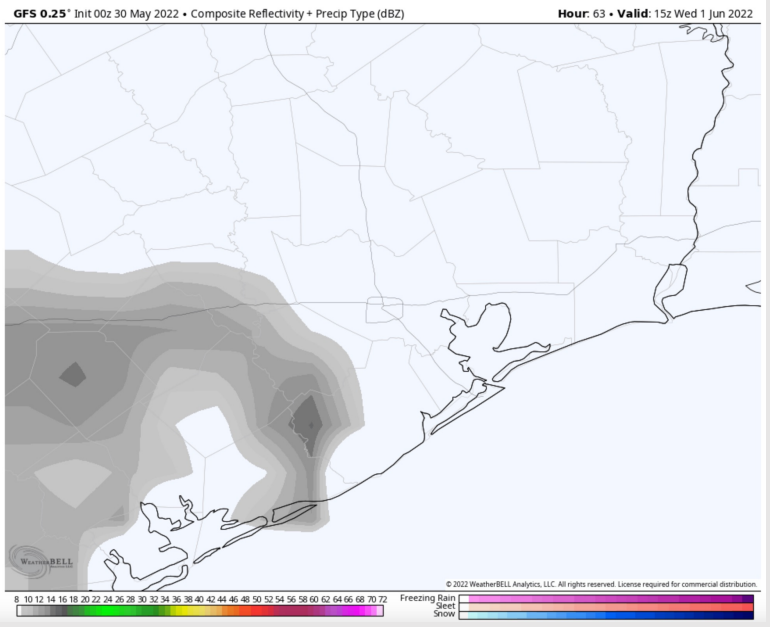 GFS 0.25° Init 00z 30 May 2022 • Composite Reflectivity + Precip Type (dBZ)
Hour: 63 • Valid: 15z Wed 1 Jun 2022
WEATHERBELL
© 2022 WeatherBELL Analytics, LLC. All rights reserved. License required for commercial distribution.
8 10 12 14 16 18 20 22 24 26 28 30 32 34 36 38 40 42 44 46 48 50 52 54 56 58 60 62 64 66 68 70 72
Freezing Rain
Sleet
Snow